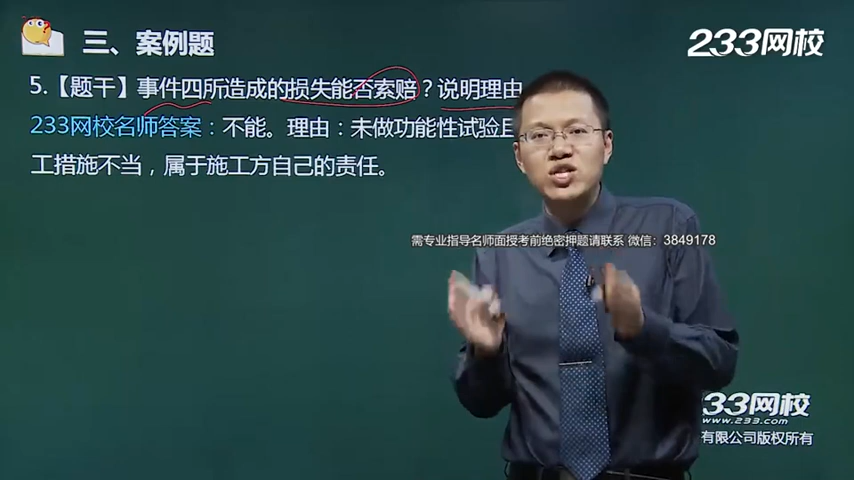 三、案例题
233网校
5.【题干】事件四所造成的损失能否索赔？说明理由
233网校名师答案：不能。理由：未做功能性试验且
工措施不当，属于施工方自己的责任。
需专业指导名师面授考前绝密押题请联系 微信：3849178
233网校
www.233.com
有限公司版权所有